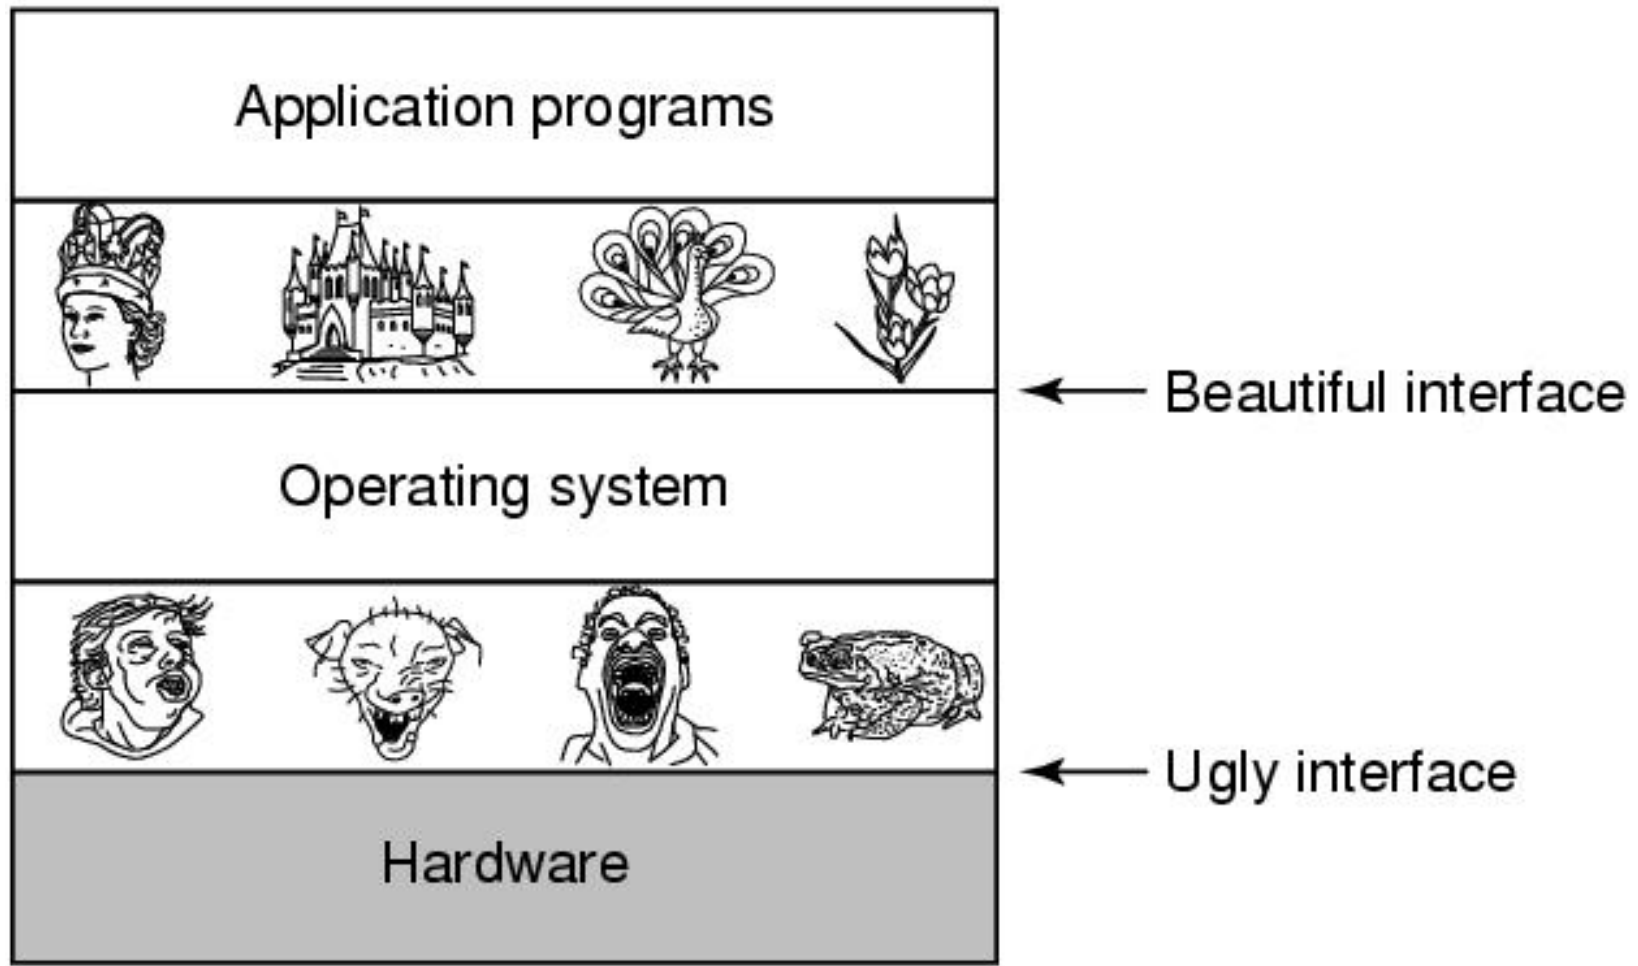 Application programs
Beautiful interface
Operating system
Ugly interface
Hardware